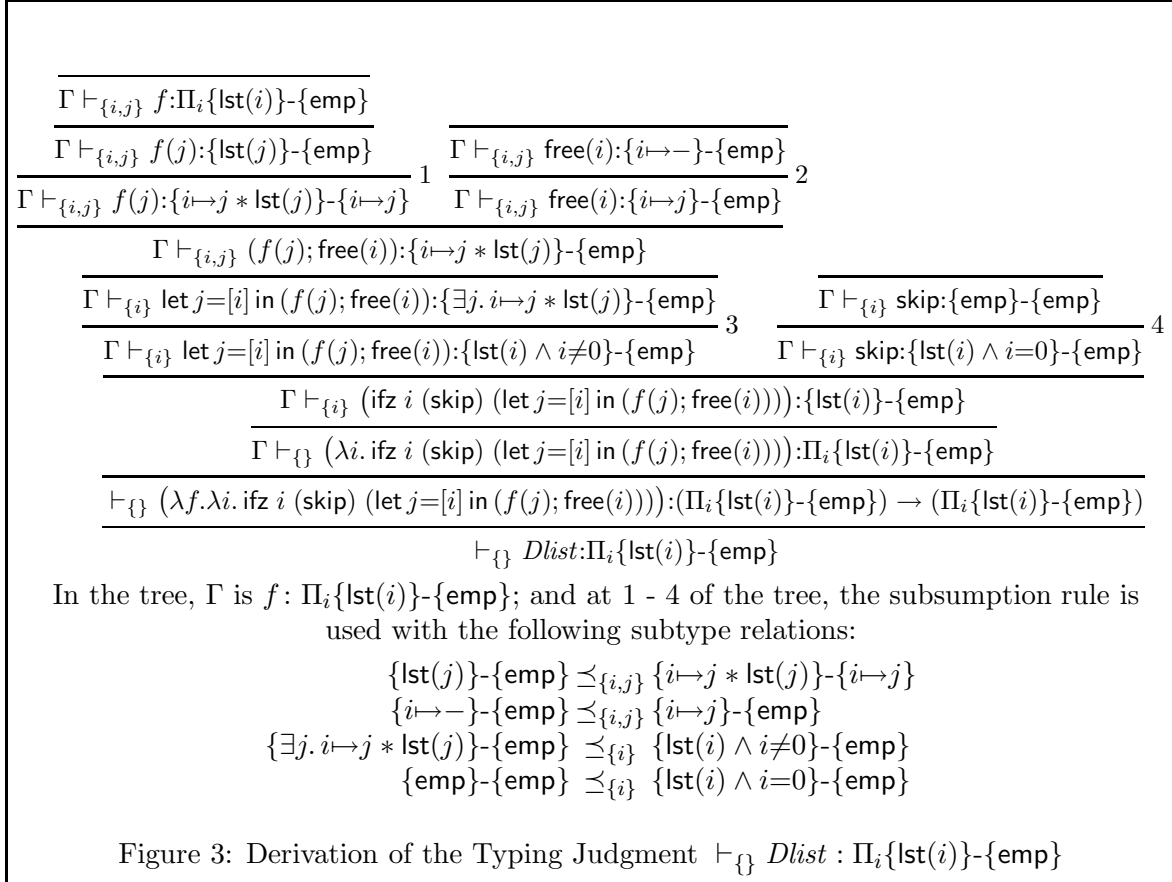 Γ ⊢_{i,j} f:Π_i{lst(i)}-{emp}
Γ ⊢_{i,j} f(j):{lst(j)}-{emp} 1 Γ ⊢_{i,j} free(i):{i↦−}-{emp} 2
Γ ⊢_{i,j} f(j):{i↦j ∗ lst(j)}-{i↦j} Γ ⊢_{i,j} free(i):{i↦j}-{emp}
Γ ⊢_{i,j} (f(j); free(i)):{i↦j ∗ lst(j)}-{emp}
Γ ⊢_{i} let j=[i] in (f(j); free(i)):{∃j. i↦j ∗ lst(j)}-{emp} 3 Γ ⊢_{i} skip:{emp}-{emp} 4
Γ ⊢_{i} let j=[i] in (f(j); free(i)):{lst(i) ∧ i≠0}-{emp} Γ ⊢_{i} skip:{lst(i) ∧ i=0}-{emp}
Γ ⊢_{i} (ifz i (skip) (let j=[i] in (f(j); free(i)))):{lst(i)}-{emp}
Γ ⊢_{} (λi. ifz i (skip) (let j=[i] in (f(j); free(i)))):Π_i{lst(i)}-{emp}
⊢_{} (λf.λi. ifz i (skip) (let j=[i] in (f(j); free(i)))):(Π_i{lst(i)}-{emp}) → (Π_i{lst(i)}-{emp})
⊢_{} Dlist:Π_i{lst(i)}-{emp}
In the tree, Γ is f: Π_i{lst(i)}-{emp}; and at 1 - 4 of the tree, the subsumption rule is
used with the following subtype relations:
{lst(j)}-{emp} ⪯_{i,j} {i↦j ∗ lst(j)}-{i↦j}
{i↦−}-{emp} ⪯_{i,j} {i↦j}-{emp}
{∃j. i↦j ∗ lst(j)}-{emp} ⪯_{i} {lst(i) ∧ i≠0}-{emp}
{emp}-{emp} ⪯_{i} {lst(i) ∧ i=0}-{emp}
Figure 3: Derivation of the Typing Judgment ⊢_{} Dlist : Π_i{lst(i)}-{emp}